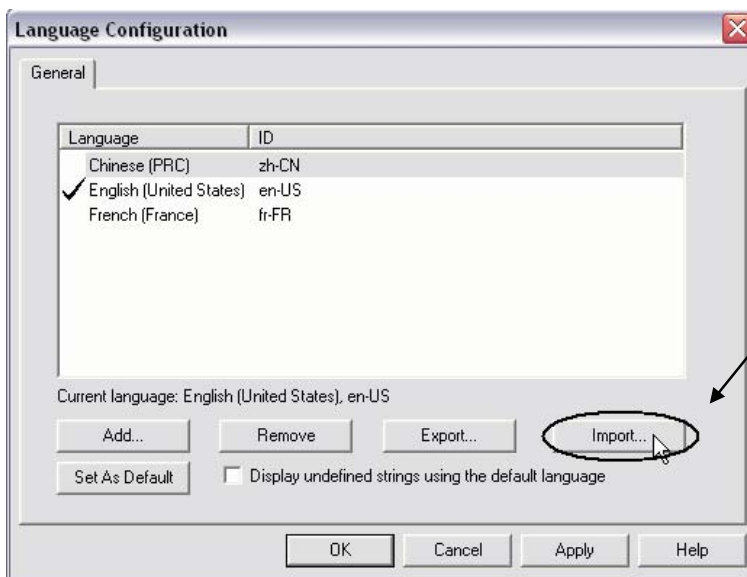 Language Configuration
General
Language ID
Chinese (PRC) zh-CN
English (United States) en-US
French (France) fr-FR
Current language: English (United States), en-US
Add... Remove Export... Import...
Set As Default Display undefined strings using the default language
OK Cancel Apply Help